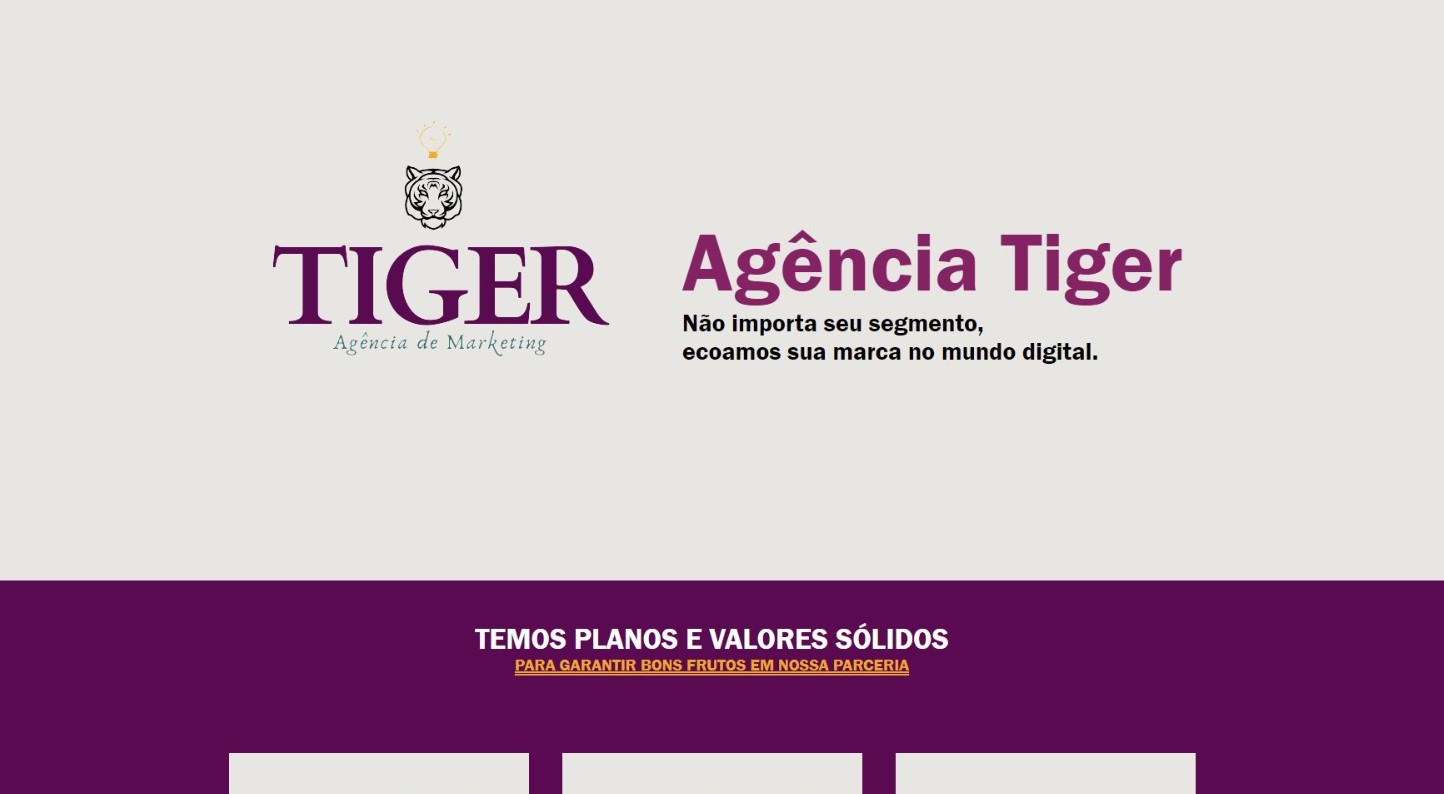 TIGER
Agência de Marketing
Agência Tiger
Não importa seu segmento,
ecoamos sua marca no mundo digital.
TEMOS PLANOS E VALORES SÓLIDOS
PARA GARANTIR BONS FRUTOS EM NOSSA PARCERIA